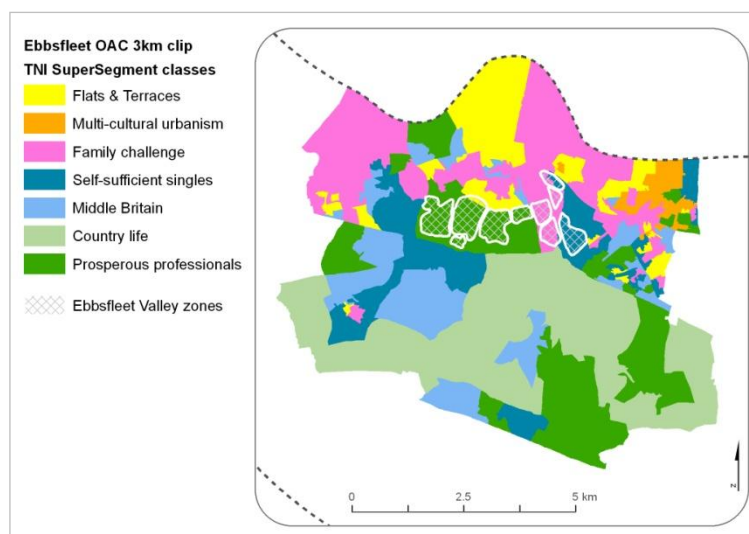 Ebbsfleet OAC 3km clip
TNI SuperSegment classes
Flats & Terraces
Multi-cultural urbanism
Family challenge
Self-sufficient singles
Middle Britain
Country life
Prosperous professionals
Ebbsfleet Valley zones
N
0 2.5 5 km